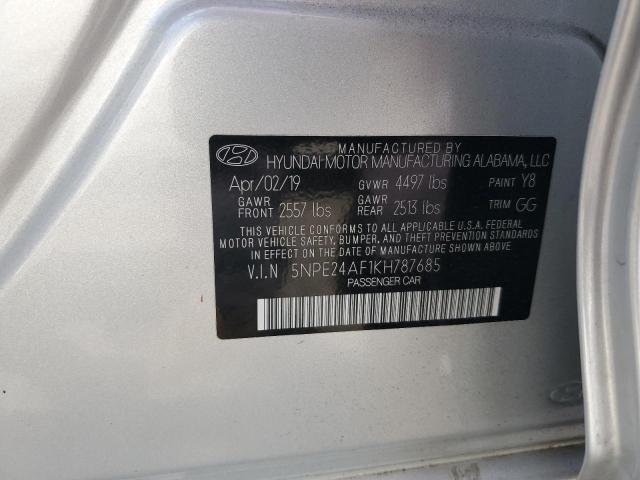 MANUFACTURED BY
HYUNDAI MOTOR MANUFACTURING ALABAMA, LLC
Apr/02/19 GVWR 4497 lbs PAINT Y8
GAWR FRONT 2557 lbs GAWR REAR 2513 lbs TRIM GG
THIS VEHICLE CONFORMS TO ALL APPLICABLE U.S.A. FEDERAL
MOTOR VEHICLE SAFETY, BUMPER, AND THEFT PREVENTION STANDARDS
IN EFFECT ON THE DATE OF MANUFACTURE SHOWN ABOVE.
V.I.N 5NPE24AF1KH787685
PASSENGER CAR